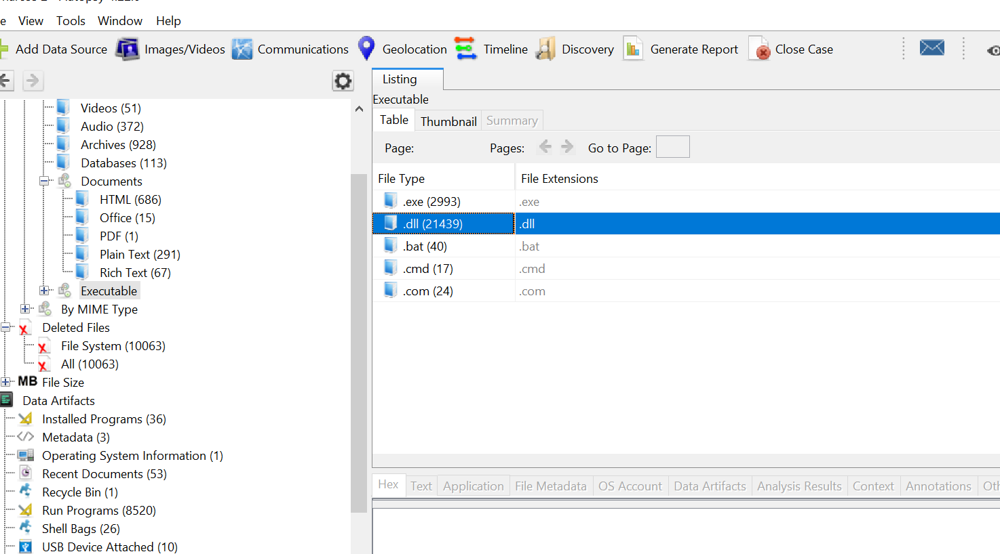 e View Tools Window Help
Add Data Source Images/Videos Communications Geolocation Timeline Discovery Generate Report Close Case
Videos (51)
Audio (372)
Archives (928)
Databases (113)
Documents
HTML (686)
Office (15)
PDF (1)
Plain Text (291)
Rich Text (67)
Executable
By MIME Type
Deleted Files
File System (10063)
All (10063)
MB File Size
Data Artifacts
Installed Programs (36)
Metadata (3)
Operating System Information (1)
Recent Documents (53)
Recycle Bin (1)
Run Programs (8520)
Shell Bags (26)
USB Device Attached (10)
Listing
Executable
Table Thumbnail Summary
Page: Pages: Go to Page:
File Type File Extensions
.exe (2993) .exe
.dll (21439) .dll
.bat (40) .bat
.cmd (17) .cmd
.com (24) .com
Hex Text Application File Metadata OS Account Data Artifacts Analysis Results Context Annotations Oth